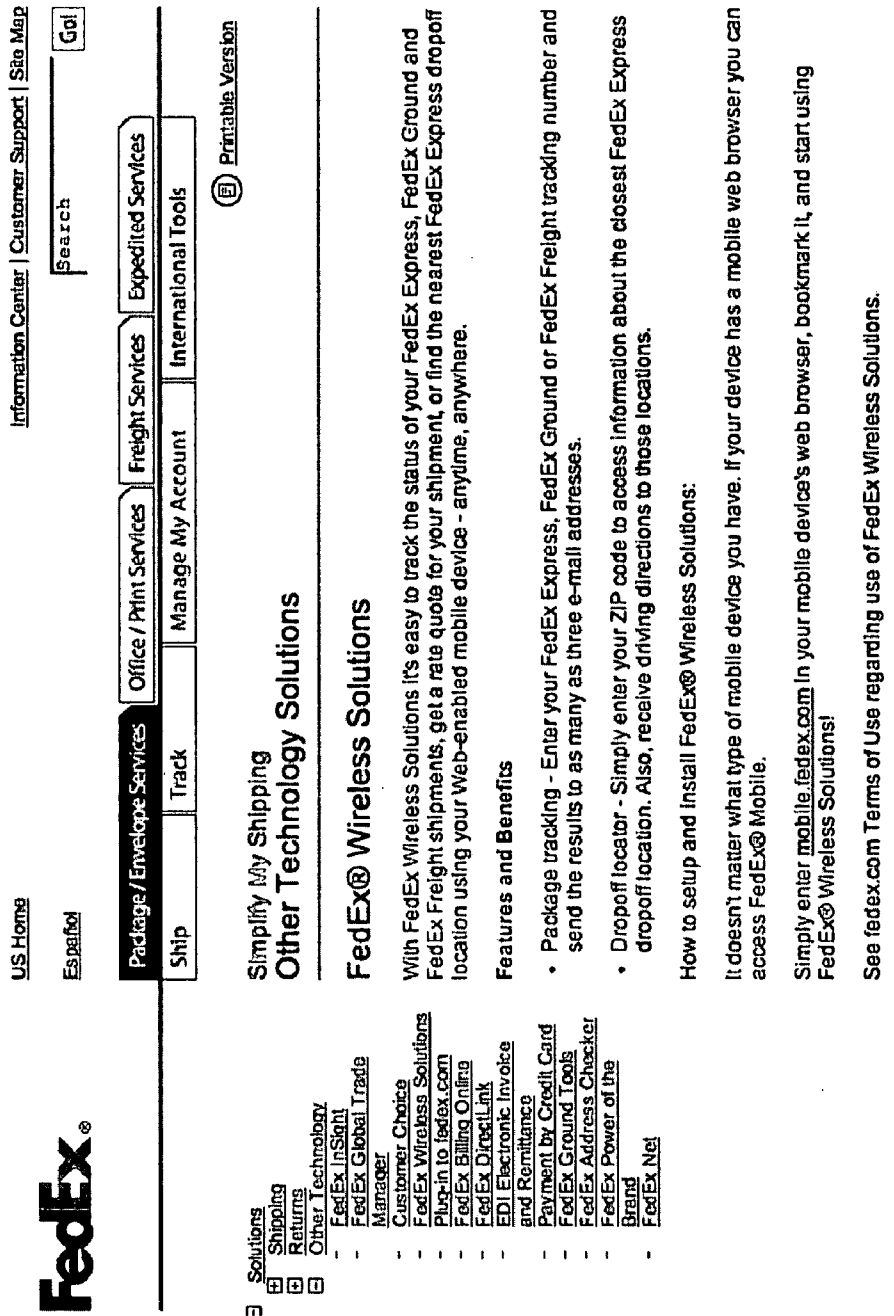 FedEx®
US Home
Information Center | Customer Support | Site Map
Español
Search
Go!
Package / Envelope Services
Office / Print Services
Freight Services
Expedited Services
Ship
Track
Manage My Account
International Tools
Solutions
Shipping
Returns
Other Technology
- FedEx InSight
- FedEx Global Trade
Manager
- Customer Choice
- FedEx Wireless Solutions
- Plug-in to fedex.com
- FedEx Billing Online
- FedEx DirectLink
- EDI Electronic Invoice
and Remittance
- Payment by Credit Card
- FedEx Ground Tools
- FedEx Address Checker
- FedEx Power of the
Brand
- FedEx Net
Printable Version
Simplify My Shipping
Other Technology Solutions
FedEx® Wireless Solutions
With FedEx Wireless Solutions it's easy to track the status of your FedEx Express, FedEx Ground and
FedEx Freight shipments, get a rate quote for your shipment, or find the nearest FedEx Express dropoff
location using your Web-enabled mobile device - anytime, anywhere.
Features and Benefits
• Package tracking - Enter your FedEx Express, FedEx Ground or FedEx Freight tracking number and
send the results to as many as three e-mail addresses.
• Dropoff locator - Simply enter your ZIP code to access information about the closest FedEx Express
dropoff location. Also, receive driving directions to those locations.
How to setup and Install FedEx® Wireless Solutions:
It doesn't matter what type of mobile device you have. If your device has a mobile web browser you can
access FedEx® Mobile.
Simply enter mobile.fedex.com in your mobile device's web browser, bookmark it, and start using
FedEx® Wireless Solutions!
See fedex.com Terms of Use regarding use of FedEx Wireless Solutions.